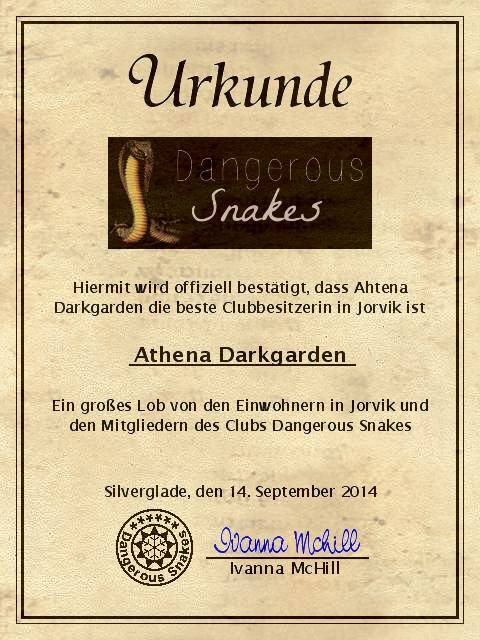 Urkunde
Dangerous
Snakes
Hiermit wird offiziell bestätigt, dass Ahtena
Darkgarden die beste Clubbesitzerin in Jorvik ist
Athena Darkgarden
Ein großes Lob von den Einwohnern in Jorvik und
den Mitgliedern des Clubs Dangerous Snakes
Silverglade, den 14. September 2014
Dangerous Snakes
Ivanna Mchill
Ivanna McHill